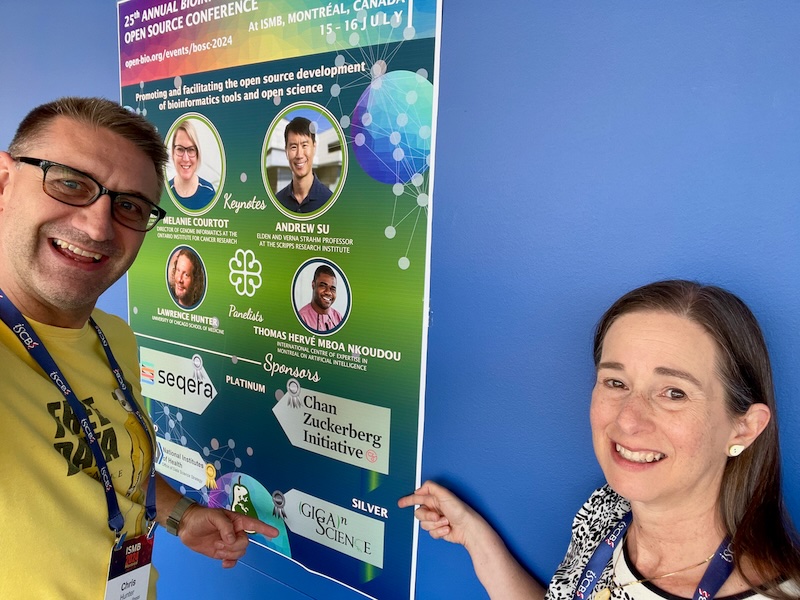 25th ANNUAL
OPEN SOURCE CONFERENCE
open-bio.org/events/bosc-2024
At ISMB, MONTRÉAL, CANADA
15 - 16 JULY
Promoting and facilitating the open source development
of bioinformatics tools and open science
Keynotes
MELANIE COURTOT
DIRECTOR OF GENOME INFORMATICS AT THE
ONTARIO INSTITUTE FOR CANCER RESEARCH
ANDREW SU
ELDEN AND VERNA STRAHM PROFESSOR
AT THE SCRIPPS RESEARCH INSTITUTE
Panelists
LAWRENCE HUNTER
UNIVERSITY OF CHICAGO SCHOOL OF MEDICINE
THOMAS HERVÉ MBOA NKOUDOU
INTERNATIONAL CENTRE OF EXPERTISE IN
MONTREAL ON ARTIFICIAL INTELLIGENCE
Sponsors
seqera
PLATINUM
Chan
Zuckerberg
Initiative
National Institutes
of Health
SILVER
(GIGA)n
SCIENCE
ISCB
ISMB
Chris
Hunter